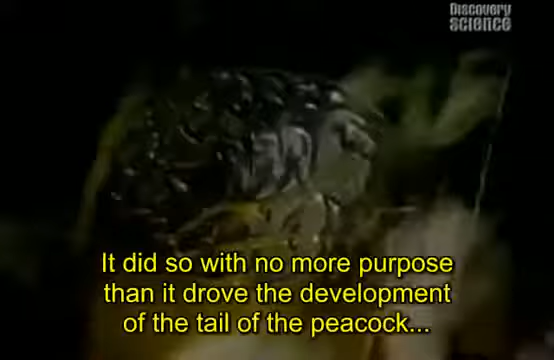 Discovery
SCIENCE
It did so with no more purpose
than it drove the development
of the tail of the peacock...